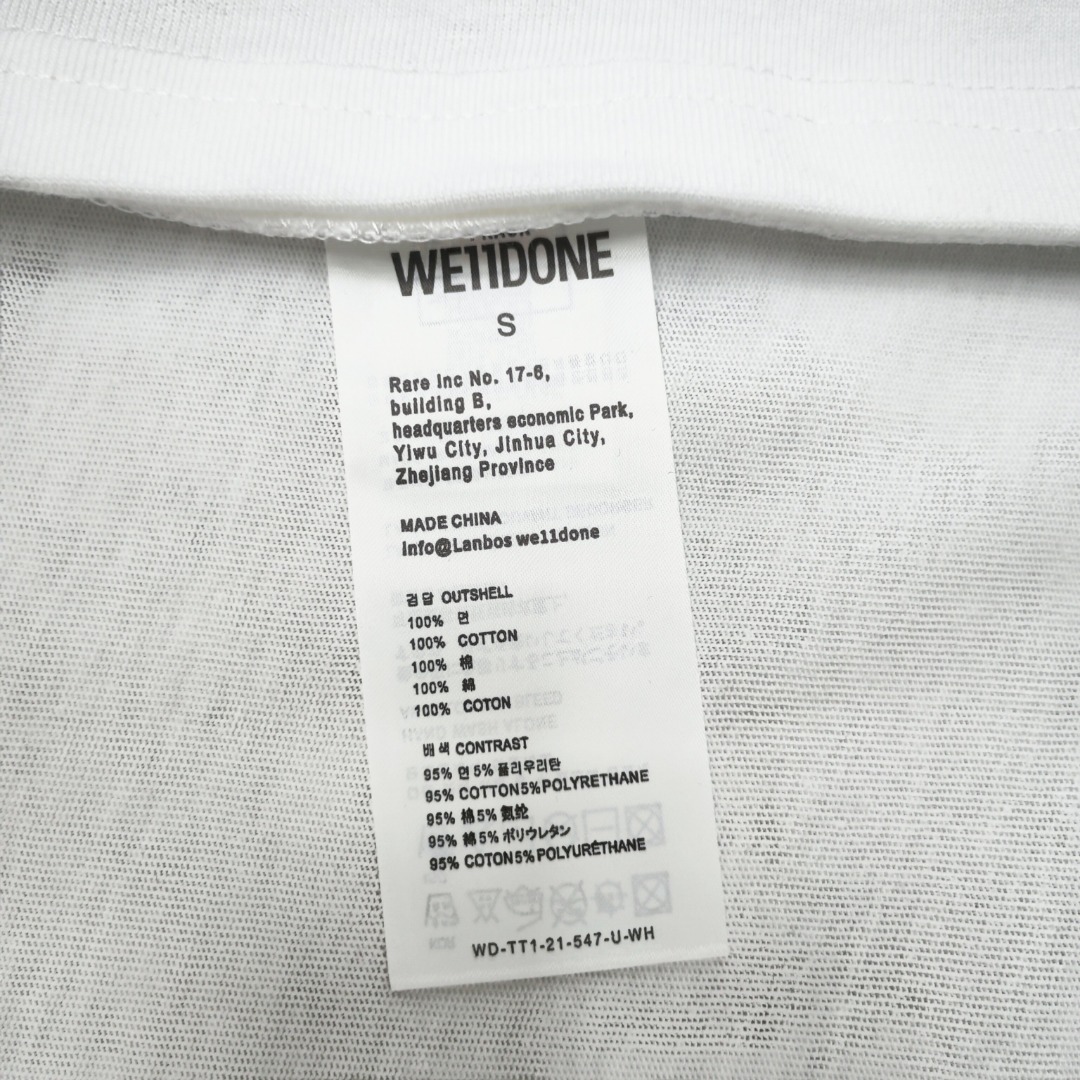 WE11DONE
S
Rare Inc No. 17-6,
building B,
headquarters economic Park,
Yiwu City, Jinhua City,
Zhejiang Province
MADE CHINA
info@Lanbos we11done
검답 OUTSHELL
100% 면
100% COTTON
100% 棉
100% 綿
100% COTON
배색 CONTRAST
95% 면 5% 폴리우리탄
95% COTTON5%POLYRETHANE
95% 棉5% 氨纶
95% 綿5% ポリウレタン
95% COTON5%POLYURÉTHANE
WD-TT1-21-547-U-WH